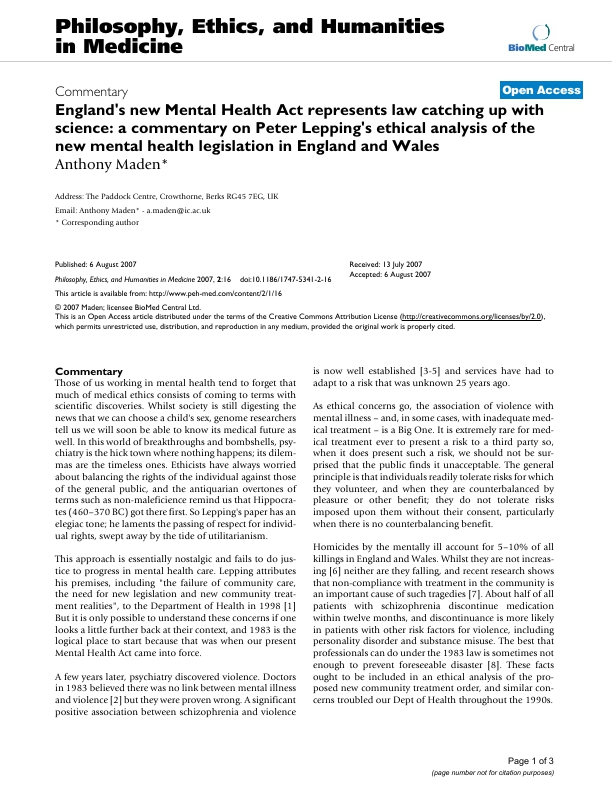 Philosophy, Ethics, and Humanities
in Medicine
BioMed Central
Commentary
Open Access
England's new Mental Health Act represents law catching up with
science: a commentary on Peter Lepping's ethical analysis of the
new mental health legislation in England and Wales
Anthony Maden*
Address: The Paddock Centre, Crowthorne, Berks RG45 7EG, UK
Email: Anthony Maden* - a.maden@ic.ac.uk
* Corresponding author
Published: 6 August 2007
Philosophy, Ethics, and Humanities in Medicine 2007, 2:16 doi:10.1186/1747-5341-2-16
Received: 13 July 2007
Accepted: 6 August 2007
This article is available from: http://www.peh-med.com/content/2/1/16
© 2007 Maden; licensee BioMed Central Ltd.
This is an Open Access article distributed under the terms of the Creative Commons Attribution License (http://creativecommons.org/licenses/by/2.0),
which permits unrestricted use, distribution, and reproduction in any medium, provided the original work is properly cited.
Commentary
Those of us working in mental health tend to forget that
much of medical ethics consists of coming to terms with
scientific discoveries. Whilst society is still digesting the
news that we can choose a child's sex, genome researchers
tell us we will soon be able to know its medical future as
well. In this world of breakthroughs and bombshells, psy-
chiatry is the hick town where nothing happens; its dilem-
mas are the timeless ones. Ethicists have always worried
about balancing the rights of the individual against those
of the general public, and the antiquarian overtones of
terms such as non-maleficience remind us that Hippocra-
tes (460–370 BC) got there first. So Lepping's paper has an
elegiac tone; he laments the passing of respect for individ-
ual rights, swept away by the tide of utilitarianism.
This approach is essentially nostalgic and fails to do jus-
tice to progress in mental health care. Lepping attributes
his premises, including "the failure of community care,
the need for new legislation and new community treat-
ment realities", to the Department of Health in 1998 [1]
But it is only possible to understand these concerns if one
looks a little further back at their context, and 1983 is the
logical place to start because that was when our present
Mental Health Act came into force.
A few years later, psychiatry discovered violence. Doctors
in 1983 believed there was no link between mental illness
and violence [2] but they were proven wrong. A significant
positive association between schizophrenia and violence
is now well established [3-5] and services have had to
adapt to a risk that was unknown 25 years ago.
As ethical concerns go, the association of violence with
mental illness – and, in some cases, with inadequate med-
ical treatment – is a Big One. It is extremely rare for med-
ical treatment ever to present a risk to a third party so,
when it does present such a risk, we should not be sur-
prised that the public finds it unacceptable. The general
principle is that individuals readily tolerate risks for which
they volunteer, and when they are counterbalanced by
pleasure or other benefit; they do not tolerate risks
imposed upon them without their consent, particularly
when there is no counterbalancing benefit.
Homicides by the mentally ill account for 5–10% of all
killings in England and Wales. Whilst they are not increas-
ing [6] neither are they falling, and recent research shows
that non-compliance with treatment in the community is
an important cause of such tragedies [7]. About half of all
patients with schizophrenia discontinue medication
within twelve months, and discontinuance is more likely
in patients with other risk factors for violence, including
personality disorder and substance misuse. The best that
professionals can do under the 1983 law is sometimes not
enough to prevent foreseeable disaster [8]. These facts
ought to be included in an ethical analysis of the pro-
posed new community treatment order, and similar con-
cerns troubled our Dept of Health throughout the 1990s.
Page 1 of 3
(page number not for citation purposes)